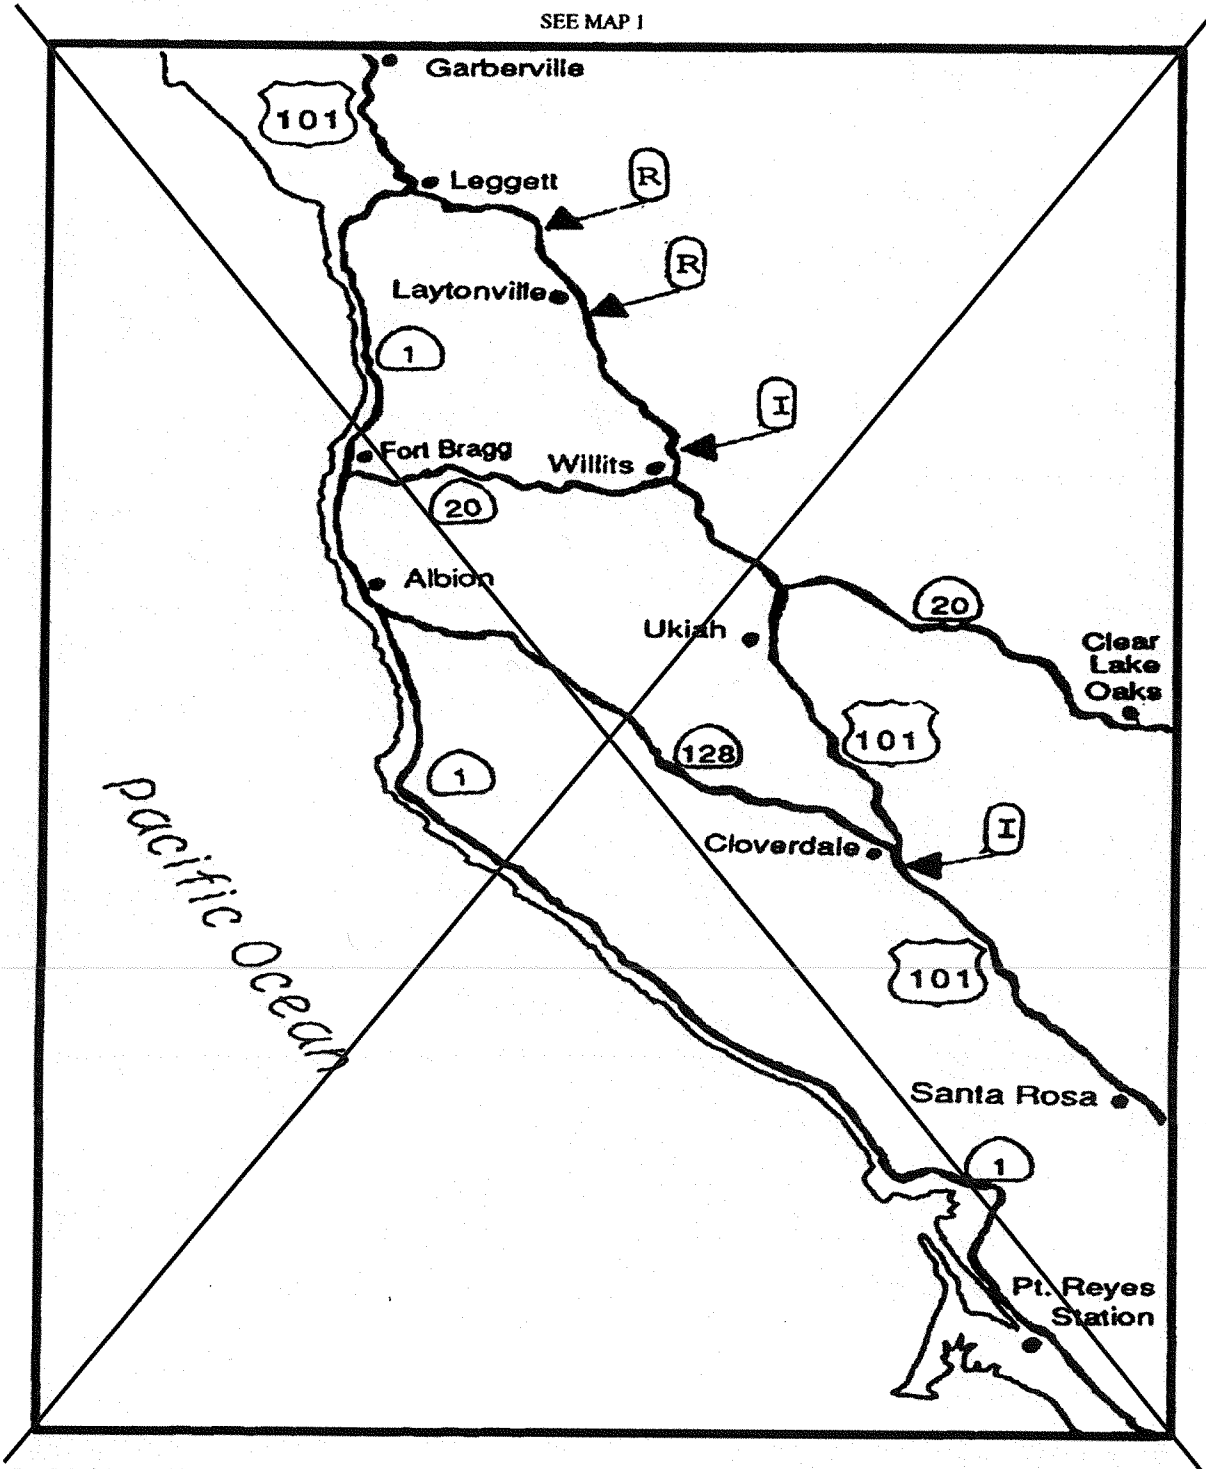 SEE MAP 1
Garberville
101
Leggett
R
R
Laytonville
1
I
Fort Bragg
Willits
20
Albion
20
Ukiah
Clear
Lake
Oaks
101
128
1
Pacific Ocean
I
Cloverdale
101
Santa Rosa
1
Pt. Reyes
Station